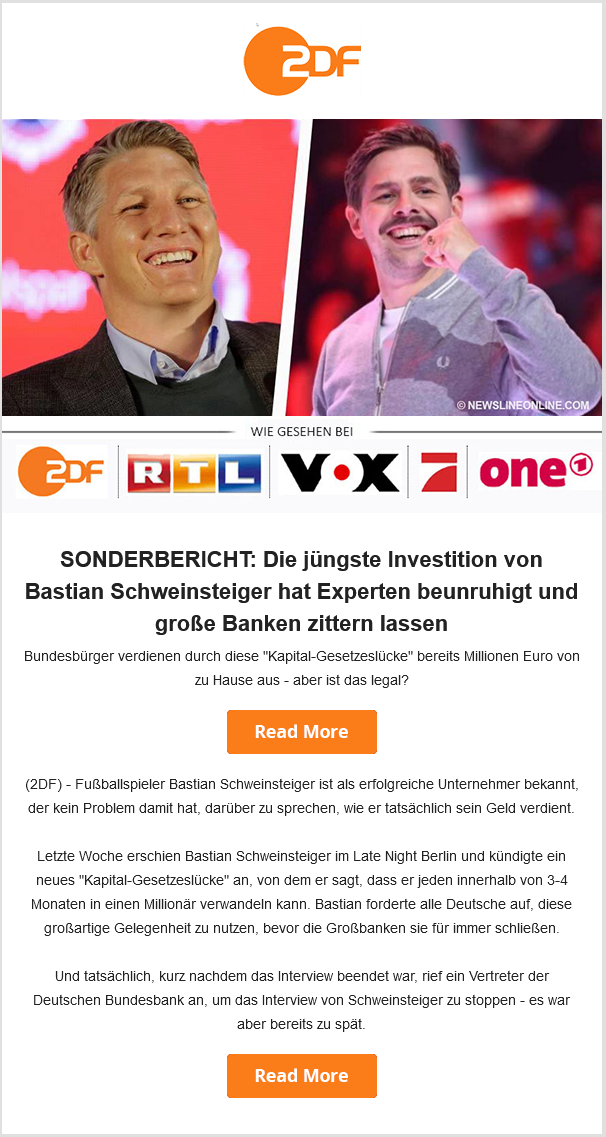 2DF
© NEWSLINEONLINE.COM
WIE GESEHEN BEI
2DF RTL VOX 7 one 1
SONDERBERICHT: Die jüngste Investition von
Bastian Schweinsteiger hat Experten beunruhigt und
große Banken zittern lassen
Bundesbürger verdienen durch diese "Kapital-Gesetzeslücke" bereits Millionen Euro von
zu Hause aus - aber ist das legal?
Read More
(2DF) - Fußballspieler Bastian Schweinsteiger ist als erfolgreiche Unternehmer bekannt,
der kein Problem damit hat, darüber zu sprechen, wie er tatsächlich sein Geld verdient.
Letzte Woche erschien Bastian Schweinsteiger im Late Night Berlin und kündigte ein
neues "Kapital-Gesetzeslücke" an, von dem er sagt, dass er jeden innerhalb von 3-4
Monaten in einen Millionär verwandeln kann. Bastian forderte alle Deutsche auf, diese
großartige Gelegenheit zu nutzen, bevor die Großbanken sie für immer schließen.
Und tatsächlich, kurz nachdem das Interview beendet war, rief ein Vertreter der
Deutschen Bundesbank an, um das Interview von Schweinsteiger zu stoppen - es war
aber bereits zu spät.
Read More